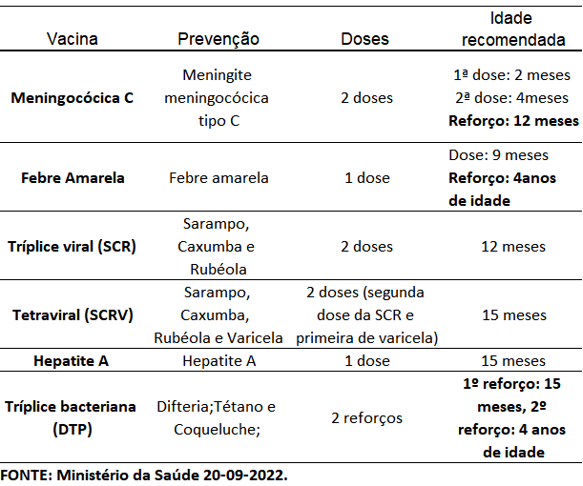 Vacina Prevenção Doses Idade recomendada
Meningocócica C Meningite meningocócica tipo C 2 doses 1ª dose: 2 meses 2ª dose: 4meses Reforço: 12 meses
Febre Amarela Febre amarela 1 dose Dose: 9 meses Reforço: 4anos de idade
Tríplice viral (SCR) Sarampo, Caxumba e Rubéola 2 doses 12 meses
Tetraviral (SCRV) Sarampo, Caxumba, Rubéola e Varicela 2 doses (segunda dose da SCR e primeira de varicela) 15 meses
Hepatite A Hepatite A 1 dose 15 meses
Tríplice bacteriana (DTP) Difteria;Tétano e Coqueluche; 2 reforços 1º reforço: 15 meses, 2º reforço: 4 anos de idade
FONTE: Ministério da Saúde 20-09-2022.